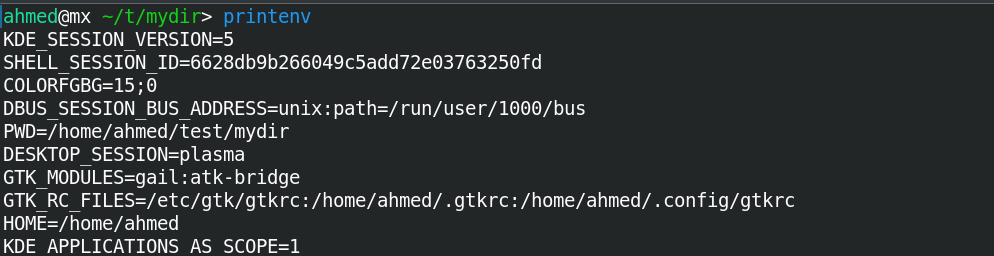 ahmed@mx ~/t/mydir> printenv
KDE_SESSION_VERSION=5
SHELL_SESSION_ID=6628db9b266049c5add72e03763250fd
COLORFGBG=15;0
DBUS_SESSION_BUS_ADDRESS=unix:path=/run/user/1000/bus
PWD=/home/ahmed/test/mydir
DESKTOP_SESSION=plasma
GTK_MODULES=gail:atk-bridge
GTK_RC_FILES=/etc/gtk/gtkrc:/home/ahmed/.gtkrc:/home/ahmed/.config/gtkrc
HOME=/home/ahmed
KDE_APPLICATIONS_AS_SCOPE=1